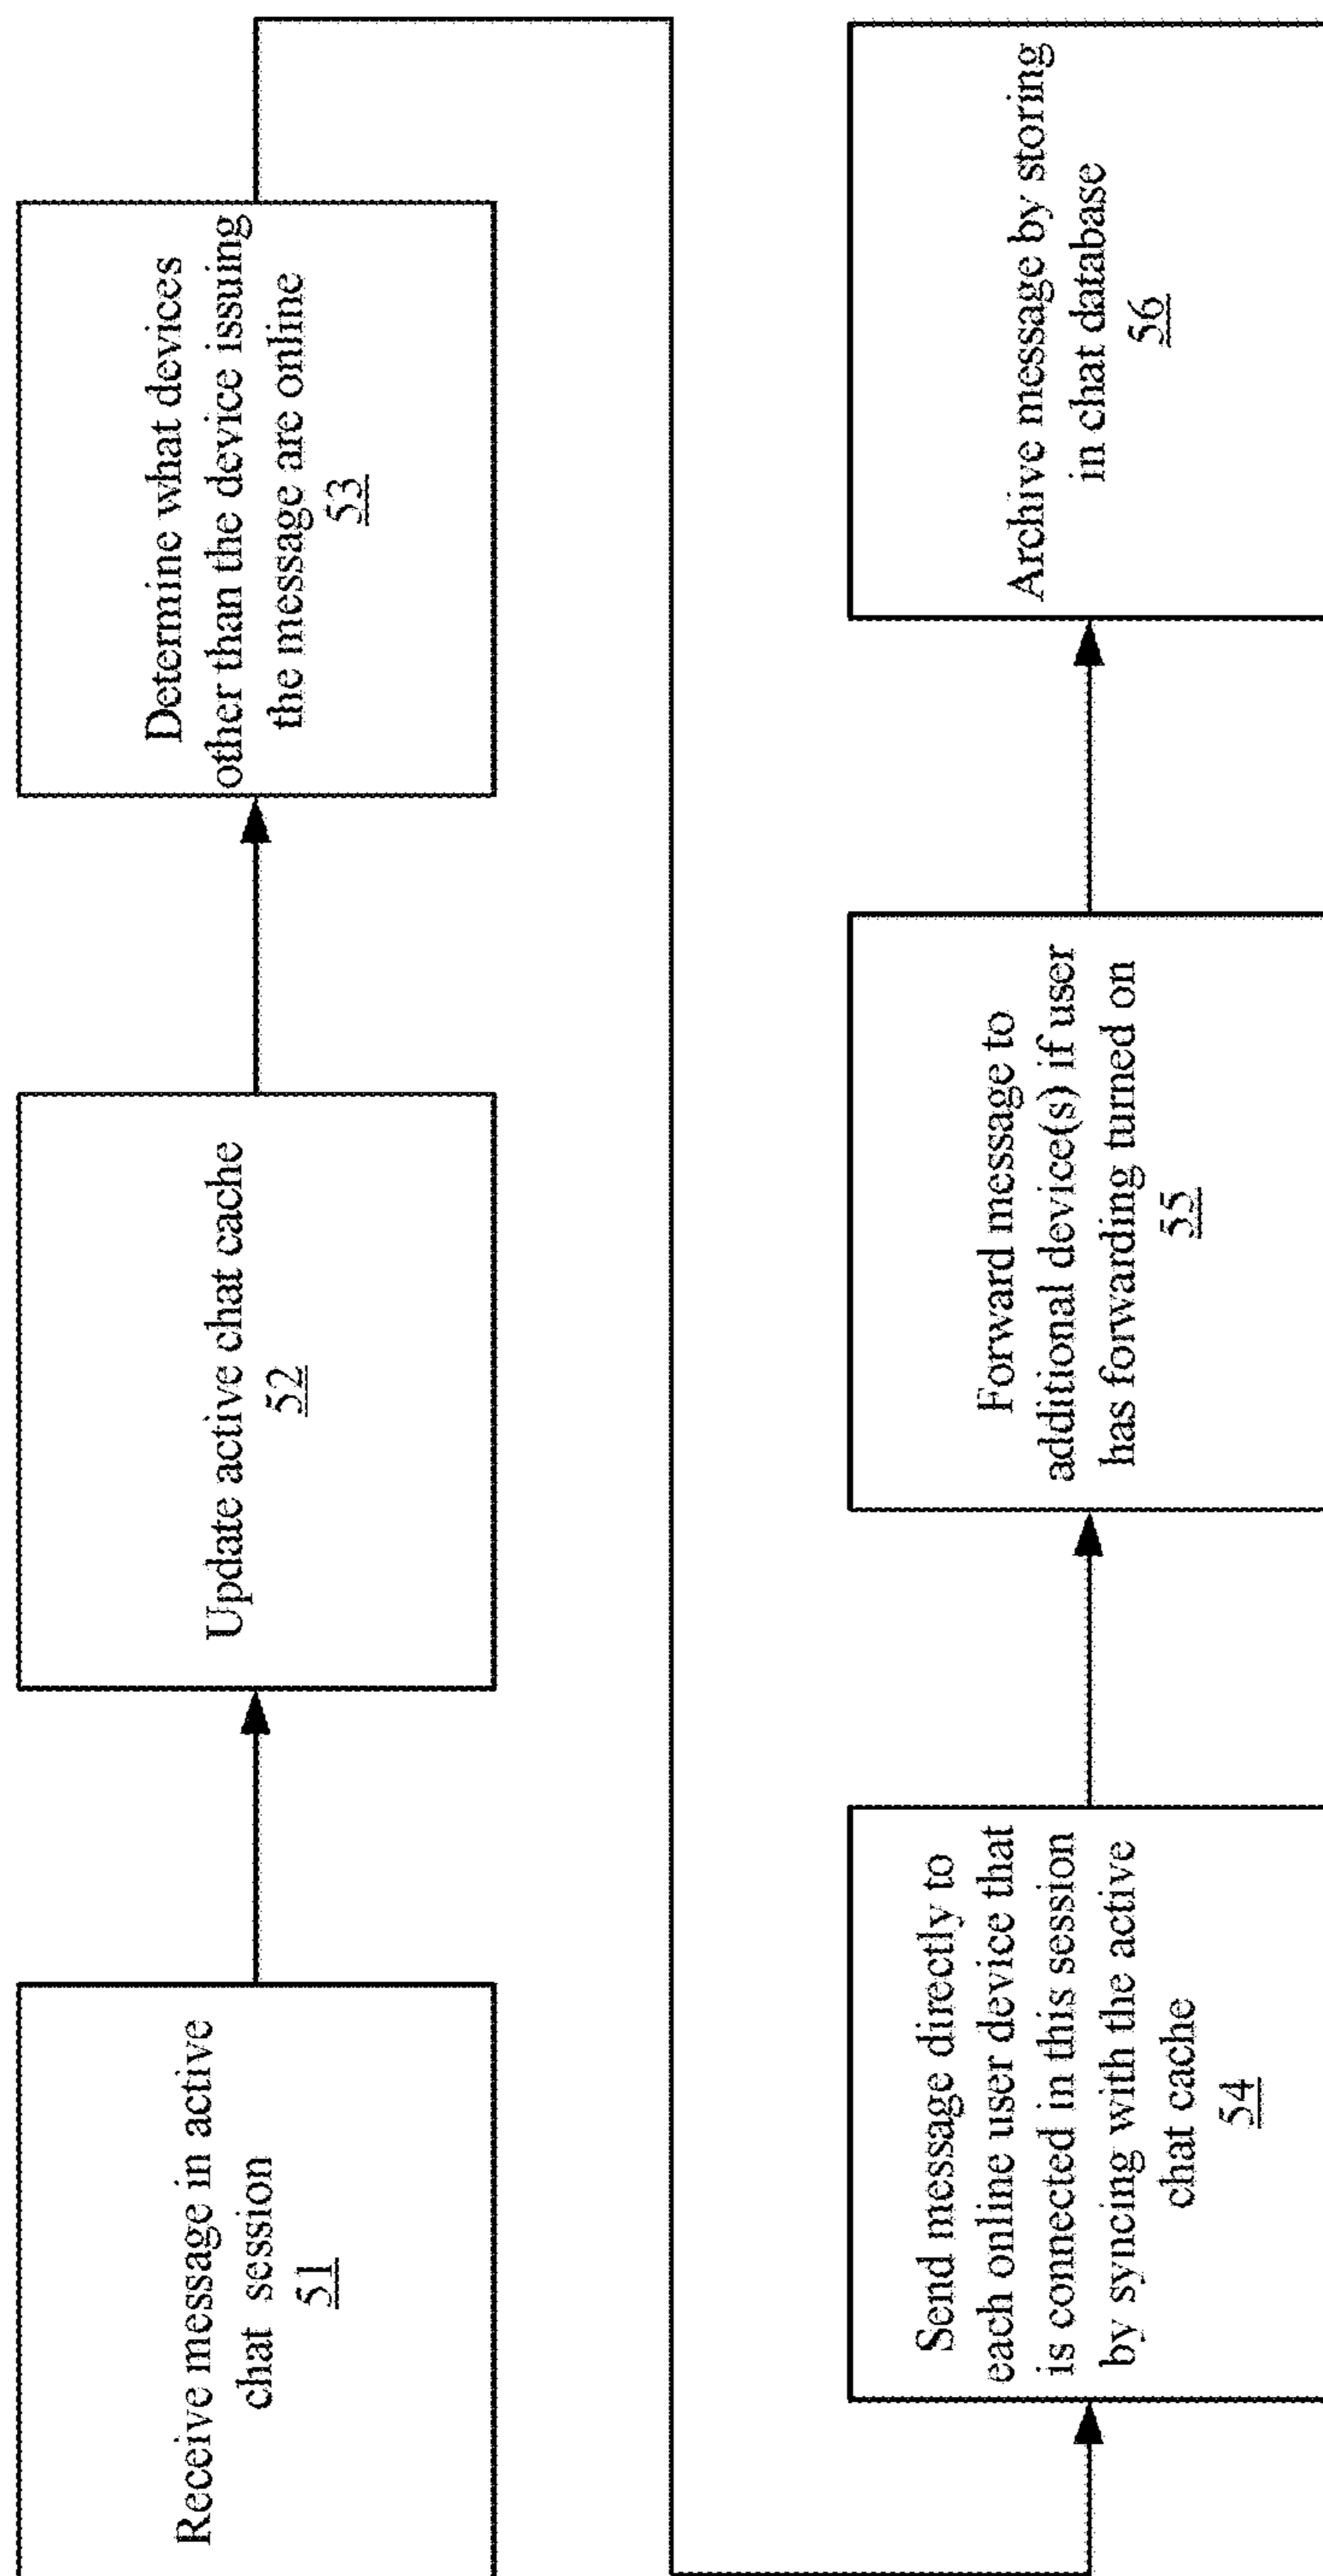 Receive message in active
chat session
51
Update active chat cache
52
Determine what devices
other than the device issuing
the message are online
53
Send message directly to
each online user device that
is connected in this session
by syncing with the active
chat cache
54
Forward message to
additional device(s) if user
has forwarding turned on
55
Archive message by storing
in chat database
56